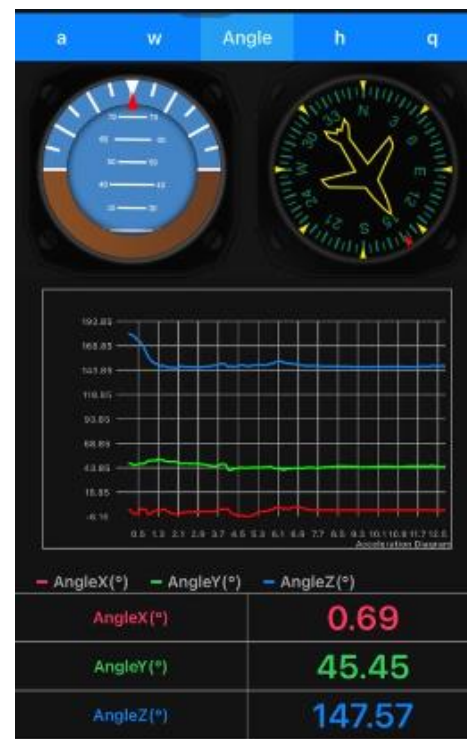 a w Angle h q
N 3 6 E 12 15 S 21 24 W 30 33
192.85
168.85
143.85
118.85
93.85
68.85
43.85
18.85
-6.15
0.5 1.3 2.1 2.9 3.7 4.5 5.3 6.1 6.9 7.7 8.5 9.3 10.1 10.9 11.7 12.5
Acceleration Diagram
AngleX(°) AngleY(°) AngleZ(°)
AngleX(°) 0.69
AngleY(°) 45.45
AngleZ(°) 147.57